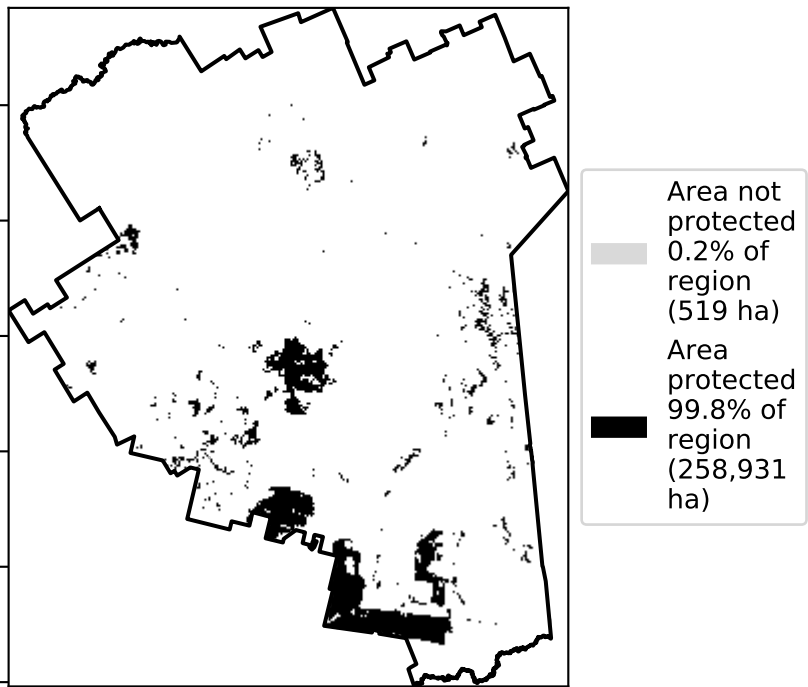 Area not
protected
0.2% of
region
(519 ha)
Area
protected
99.8% of
region
(258,931
ha)